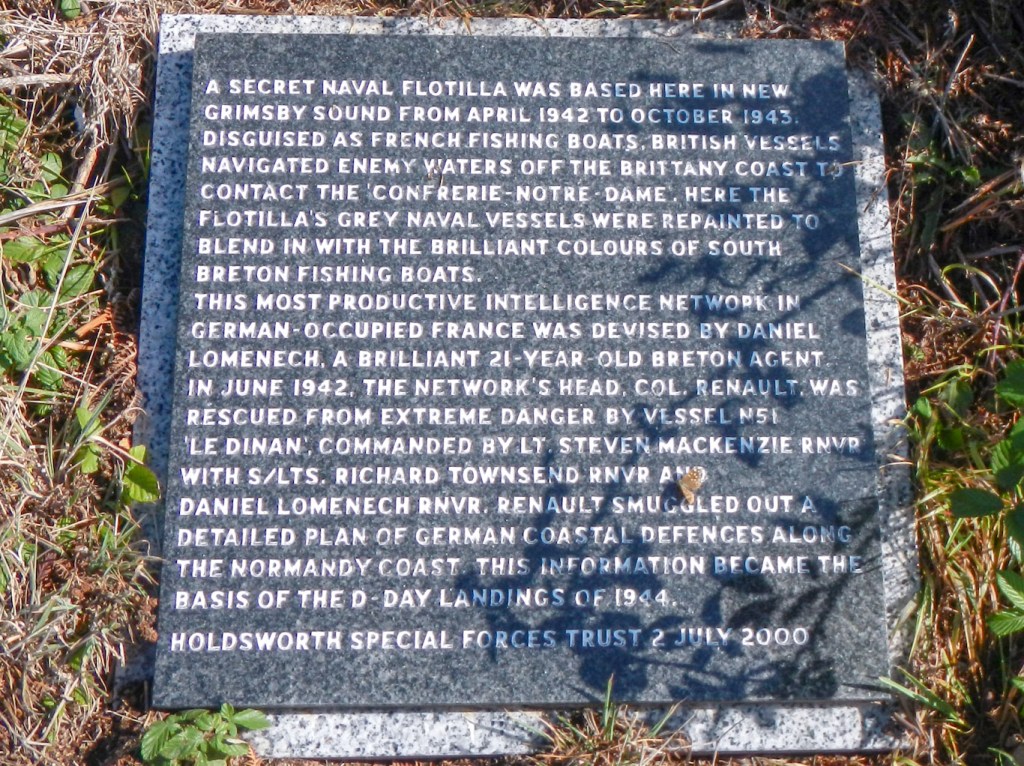 A SECRET NAVAL FLOTILLA WAS BASED HERE IN NEW
GRIMSBY SOUND FROM APRIL 1942 TO OCTOBER 1943.
DISGUISED AS FRENCH FISHING BOATS, BRITISH VESSELS
NAVIGATED ENEMY WATERS OFF THE BRITTANY COAST TO
CONTACT THE 'CONFRERIE-NOTRE-DAME'. HERE THE
FLOTILLA'S GREY NAVAL VESSELS WERE REPAINTED TO
BLEND IN WITH THE BRILLIANT COLOURS OF SOUTH
BRETON FISHING BOATS.
THIS MOST PRODUCTIVE INTELLIGENCE NETWORK IN
GERMAN-OCCUPIED FRANCE WAS DEVISED BY DANIEL
LOMENECH, A BRILLIANT 21-YEAR-OLD BRETON AGENT.
IN JUNE 1942, THE NETWORK'S HEAD, COL. RENAULT, WAS
RESCUED FROM EXTREME DANGER BY VESSEL N51
'LE DINAN', COMMANDED BY LT. STEVEN MACKENZIE RNVR
WITH S/LTS. RICHARD TOWNSEND RNVR AND
DANIEL LOMENECH RNVR. RENAULT SMUGGLED OUT A
DETAILED PLAN OF GERMAN COASTAL DEFENCES ALONG
THE NORMANDY COAST. THIS INFORMATION BECAME THE
BASIS OF THE D-DAY LANDINGS OF 1944.
HOLDSWORTH SPECIAL FORCES TRUST 2 JULY 2000